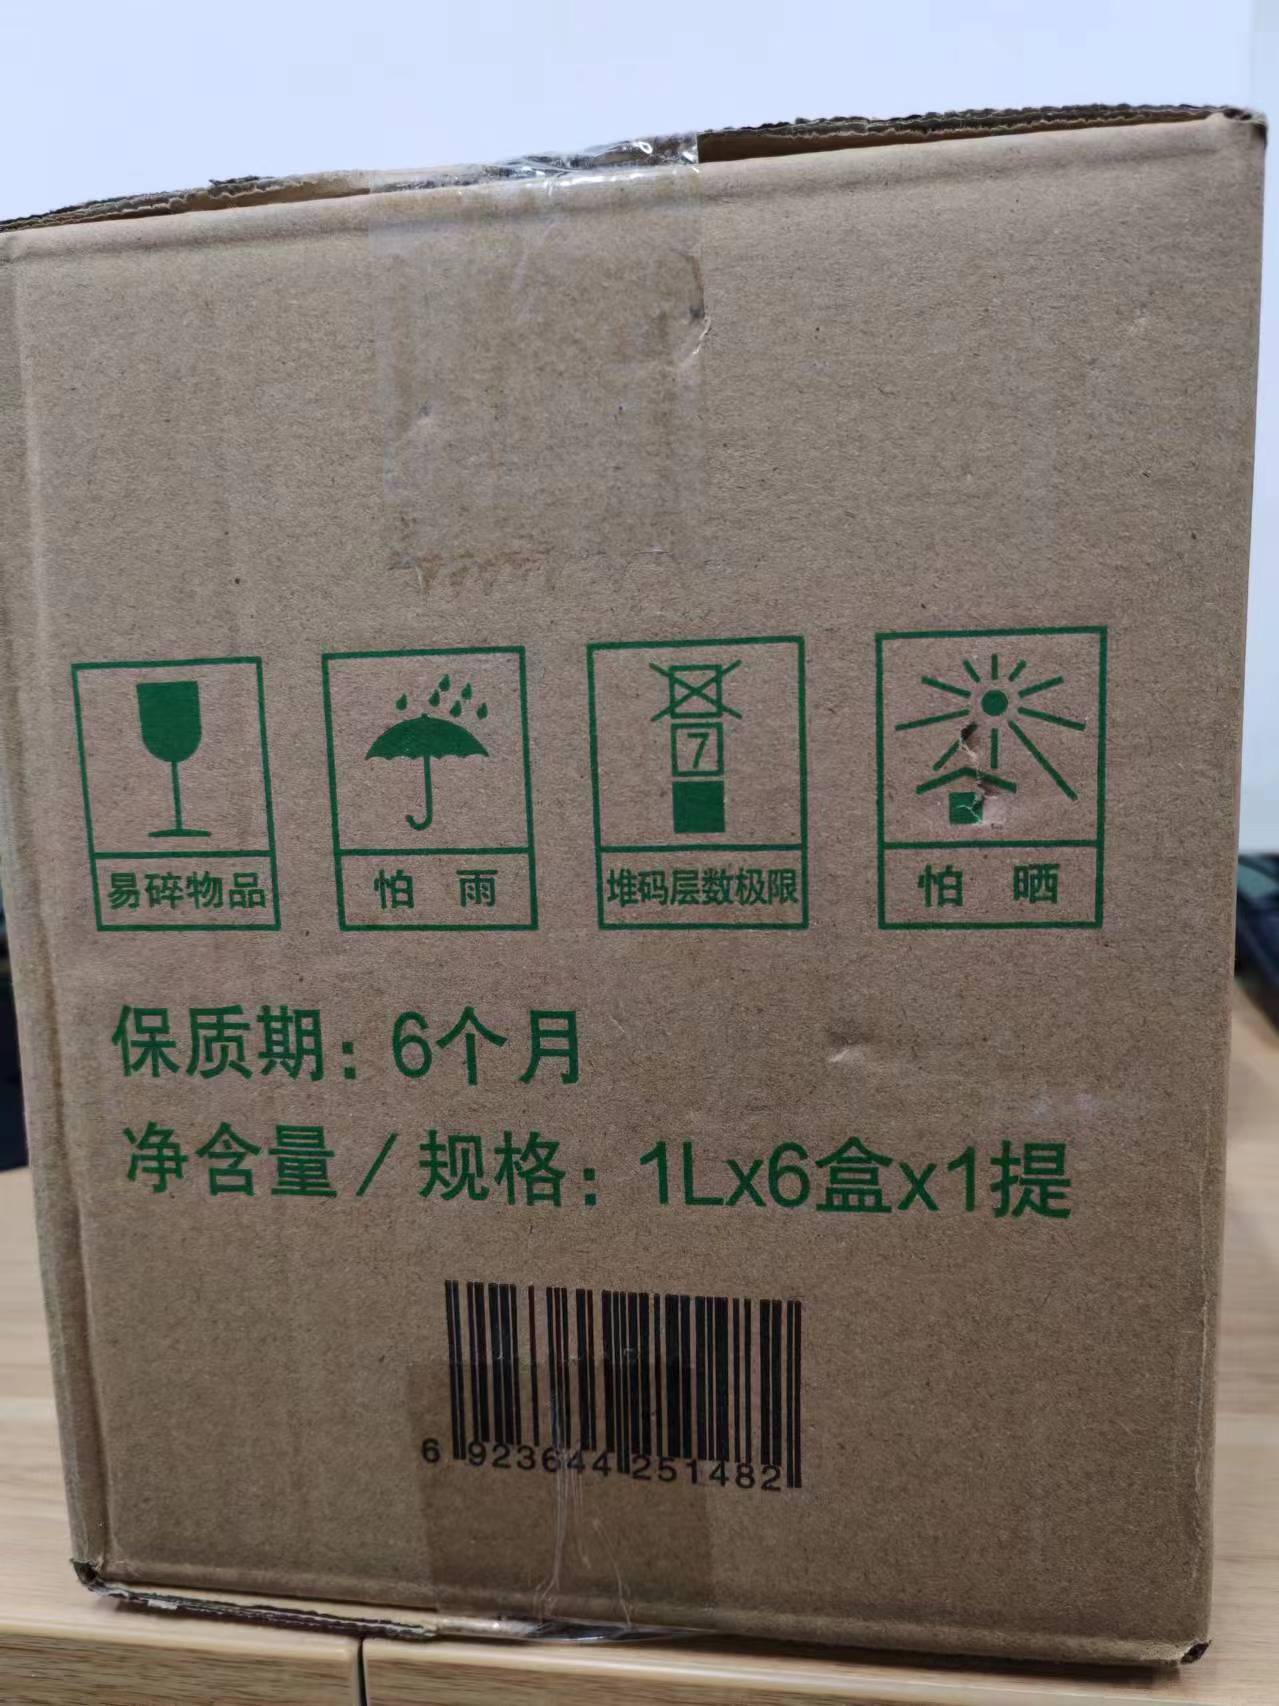 7
易碎物品 怕 雨 堆码层数极限 怕 晒
保质期：6个月
净含量/规格：1Lx6盒x1提
6 923644 251482